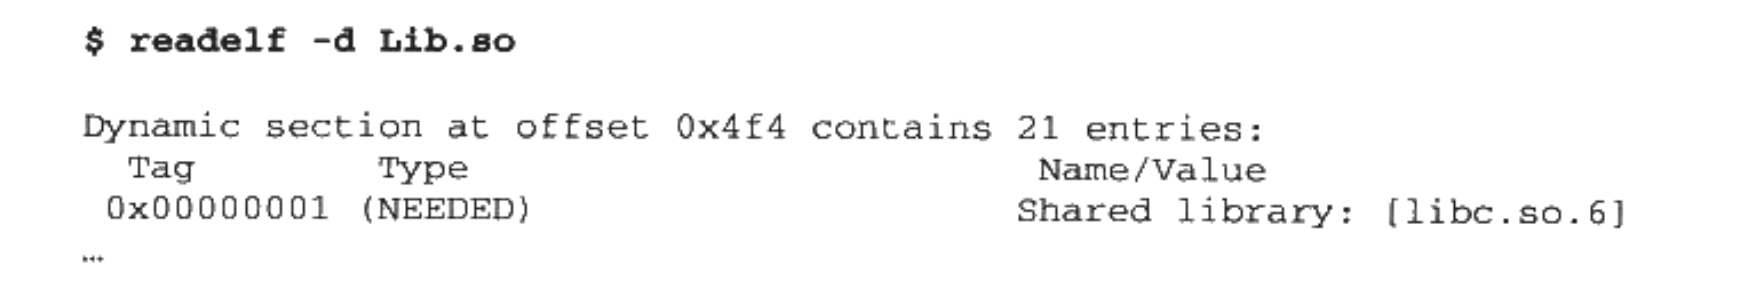 $ readelf -d Lib.so
Dynamic section at offset 0x4f4 contains 21 entries:
Tag Type Name/Value
0x00000001 (NEEDED) Shared library: [libc.so.6]
…